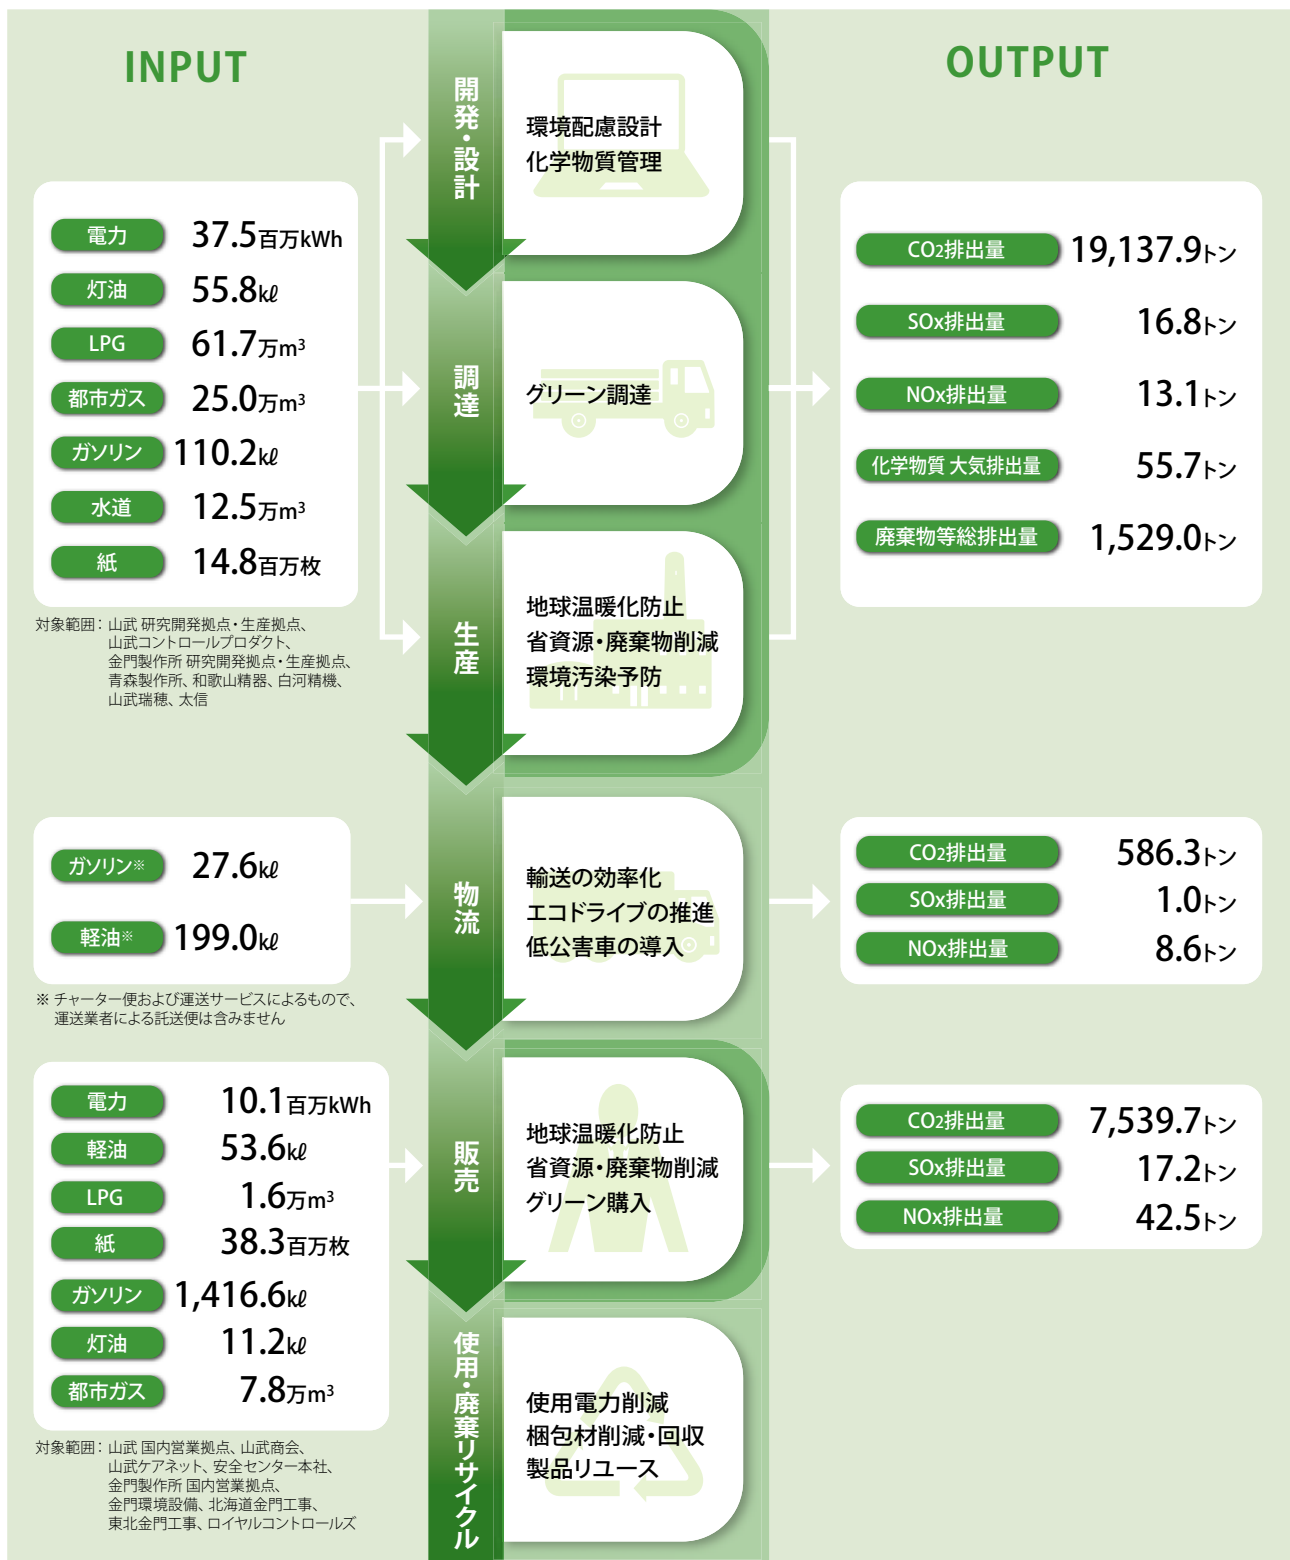 INPUT
電力 37.5百万kWh
灯油 55.8kℓ
LPG 61.7万m³
都市ガス 25.0万m³
ガソリン 110.2kℓ
水道 12.5万m³
紙 14.8百万枚
対象範囲：山武 研究開発拠点・生産拠点、
山武コントロールプロダクト、
金門製作所 研究開発拠点・生産拠点、
青森製作所、和歌山精器、白河精機、
山武瑞穂、太信
ガソリン※ 27.6kℓ
軽油※ 199.0kℓ
※ チャーター便および運送サービスによるもので、
運送業者による託送便は含みません
電力 10.1百万kWh
軽油 53.6kℓ
LPG 1.6万m³
紙 38.3百万枚
ガソリン 1,416.6kℓ
灯油 11.2kℓ
都市ガス 7.8万m³
対象範囲：山武 国内営業拠点、山武商会、
山武ケアネット、安全センター本社、
金門製作所 国内営業拠点、
金門環境設備、北海道金門工事、
東北金門工事、ロイヤルコントロールズ
開発・設計
環境配慮設計
化学物質管理
調達
グリーン調達
生産
地球温暖化防止
省資源・廃棄物削減
環境汚染予防
物流
輸送の効率化
エコドライブの推進
低公害車の導入
販売
地球温暖化防止
省資源・廃棄物削減
グリーン購入
使用・廃棄リサイクル
使用電力削減
梱包材削減・回収
製品リユース
OUTPUT
CO2排出量 19,137.9トン
SOx排出量 16.8トン
NOx排出量 13.1トン
化学物質 大気排出量 55.7トン
廃棄物等総排出量 1,529.0トン
CO2排出量 586.3トン
SOx排出量 1.0トン
NOx排出量 8.6トン
CO2排出量 7,539.7トン
SOx排出量 17.2トン
NOx排出量 42.5トン